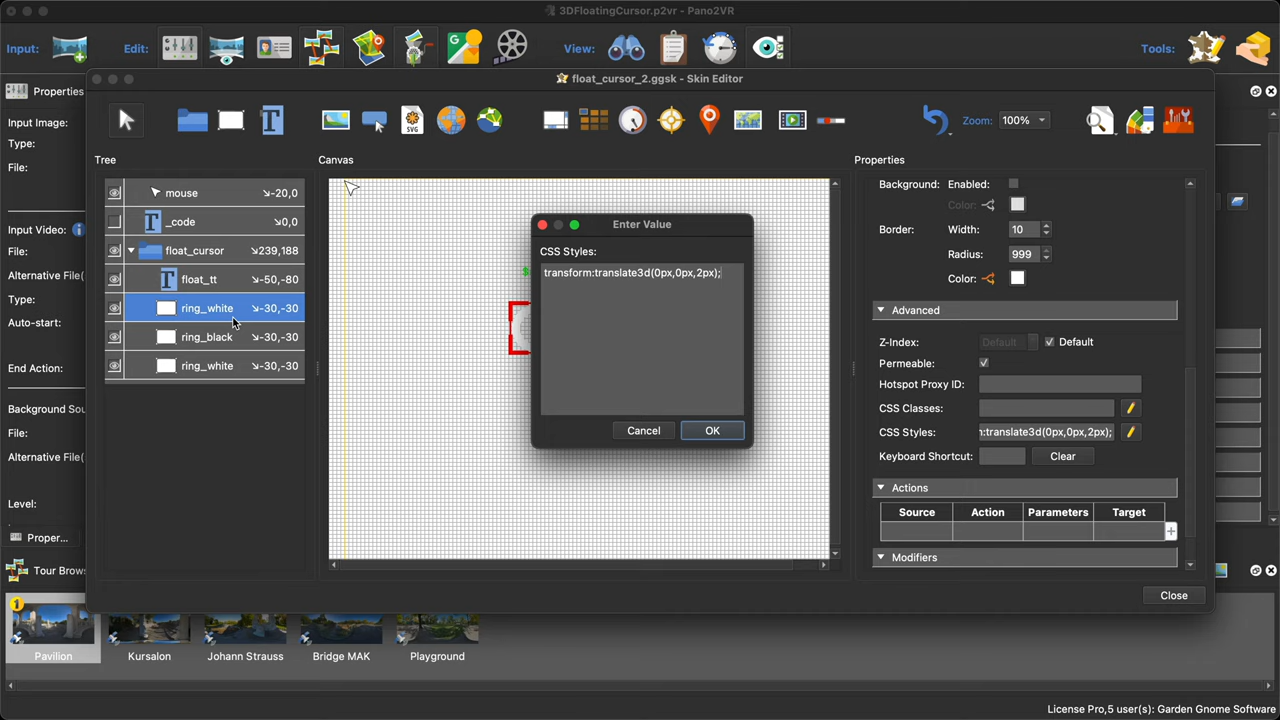 3DFloatingCursor.p2vr - Pano2VR
Input:
Edit:
View:
Tools:
float_cursor_2.ggsk - Skin Editor
Properties
Input Image:
Type:
File:
Input Video:
File:
Alternative File(
Type:
Auto-start:
End Action:
Background Sou
File:
Alternative File(
Level:
Proper...
Zoom: 100%
Tree
mouse ↘-20,0
_code ↘0,0
float_cursor ↘239,188
float_tt ↘-50,-80
ring_white ↘-30,-30
ring_black ↘-30,-30
ring_white ↘-30,-30
Canvas
Enter Value
CSS Styles:
transform:translate3d(0px,0px,2px);
Cancel OK
Properties
Background: Enabled:
Color:
Border: Width: 10
Radius: 999
Color:
Advanced
Z-Index: Default Default
Permeable:
Hotspot Proxy ID:
CSS Classes:
CSS Styles: n:translate3d(0px,0px,2px);
Keyboard Shortcut: Clear
Actions
Source Action Parameters Target
Modifiers
Close
Tour Brow
1
Pavilion Kursalon Johann Strauss Bridge MAK Playground
License Pro,5 user(s): Garden Gnome Software